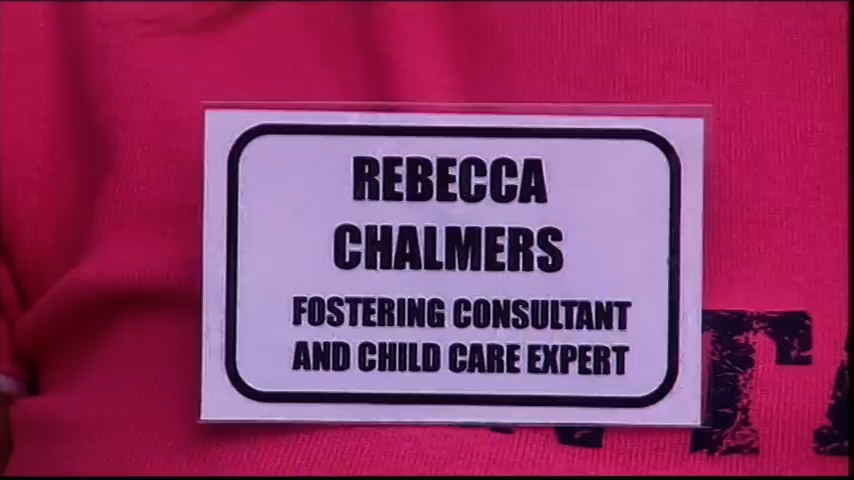 REBECCA
CHALMERS
FOSTERING CONSULTANT
AND CHILD CARE EXPERT